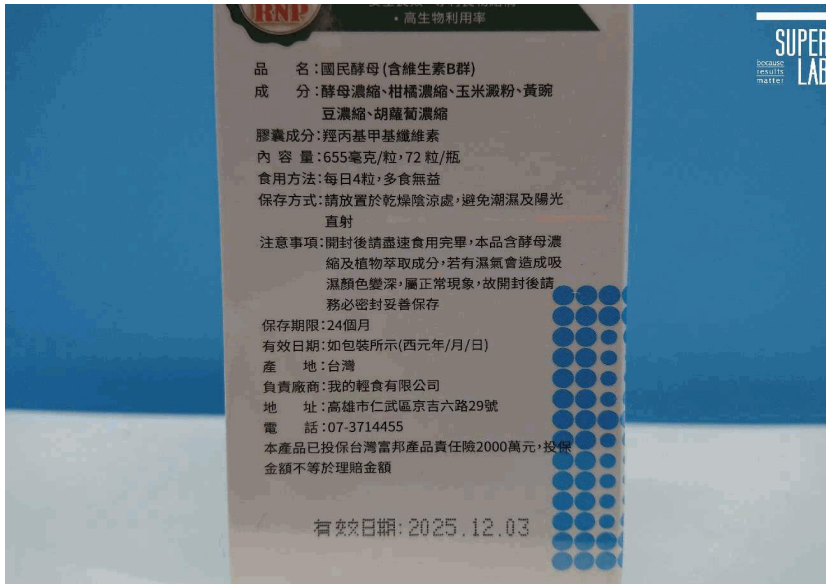 RNP
・高生物利用率
SUPER
LAB
because
results
matter
品　名:國民酵母(含維生素B群)
成　分:酵母濃縮、柑橘濃縮、玉米澱粉、黃豌
豆濃縮、胡蘿蔔濃縮
膠囊成分:羥丙基甲基纖維素
內 容 量:655毫克/粒,72 粒/瓶
食用方法:每日4粒,多食無益
保存方式:請放置於乾燥陰涼處,避免潮濕及陽光
直射
注意事項:開封後請盡速食用完畢,本品含酵母濃
縮及植物萃取成分,若有濕氣會造成吸
濕顏色變深,屬正常現象,故開封後請
務必密封妥善保存
保存期限:24個月
有效日期:如包裝所示(西元年/月/日)
產　地:台灣
負責廠商:我的輕食有限公司
地　址:高雄市仁武區京吉六路29號
電　話:07-3714455
本產品已投保台灣富邦產品責任險2000萬元,投保
金額不等於理賠金額
有效日期:2025.12.03